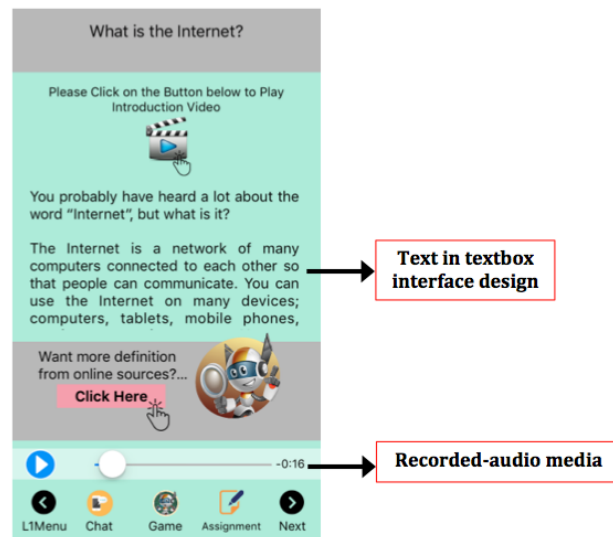 What is the Internet?
Please Click on the Button below to Play
Introduction Video
You probably have heard a lot about the
word "Internet", but what is it?
The Internet is a network of many
computers connected to each other so
that people can communicate. You can
use the Internet on many devices;
computers, tablets, mobile phones,
Text in textbox
interface design
Want more definition
from online sources?...
Click Here
-0:16
Recorded-audio media
L1Menu Chat Game Assignment Next